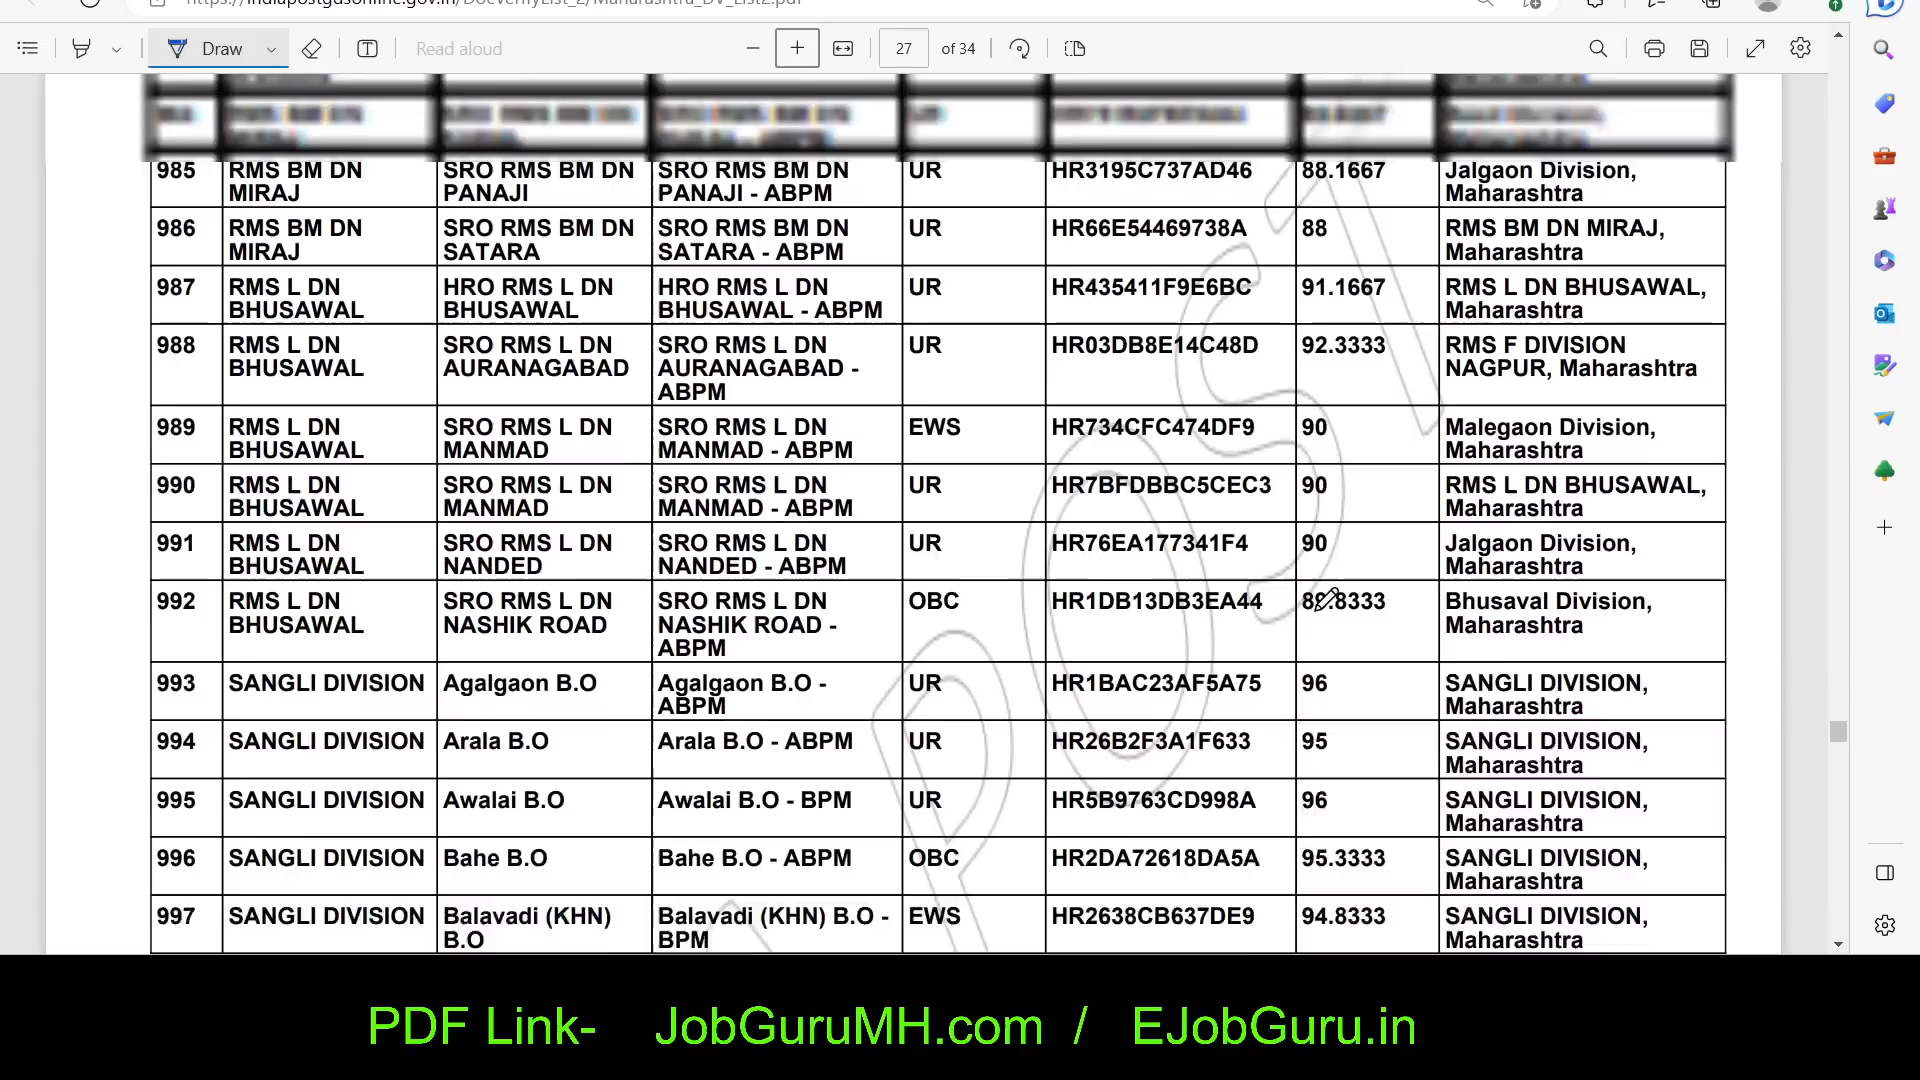 Draw
Read aloud
27 of 34
985 RMS BM DN MIRAJ SRO RMS BM DN PANAJI SRO RMS BM DN PANAJI - ABPM UR HR3195C737AD46 88.1667 Jalgaon Division, Maharashtra
986 RMS BM DN MIRAJ SRO RMS BM DN SATARA SRO RMS BM DN SATARA - ABPM UR HR66E54469738A 88 RMS BM DN MIRAJ, Maharashtra
987 RMS L DN BHUSAWAL HRO RMS L DN BHUSAWAL HRO RMS L DN BHUSAWAL - ABPM UR HR435411F9E6BC 91.1667 RMS L DN BHUSAWAL, Maharashtra
988 RMS L DN BHUSAWAL SRO RMS L DN AURANAGABAD SRO RMS L DN AURANAGABAD - ABPM UR HR03DB8E14C48D 92.3333 RMS F DIVISION NAGPUR, Maharashtra
989 RMS L DN BHUSAWAL SRO RMS L DN MANMAD SRO RMS L DN MANMAD - ABPM EWS HR734CFC474DF9 90 Malegaon Division, Maharashtra
990 RMS L DN BHUSAWAL SRO RMS L DN MANMAD SRO RMS L DN MANMAD - ABPM UR HR7BFDBBC5CEC3 90 RMS L DN BHUSAWAL, Maharashtra
991 RMS L DN BHUSAWAL SRO RMS L DN NANDED SRO RMS L DN NANDED - ABPM UR HR76EA177341F4 90 Jalgaon Division, Maharashtra
992 RMS L DN BHUSAWAL SRO RMS L DN NASHIK ROAD SRO RMS L DN NASHIK ROAD - ABPM OBC HR1DB13DB3EA44 Bhusaval Division, Maharashtra
993 SANGLI DIVISION Agalgaon B.O Agalgaon B.O - ABPM UR HR1BAC23AF5A75 96 SANGLI DIVISION, Maharashtra
994 SANGLI DIVISION Arala B.O Arala B.O - ABPM UR HR26B2F3A1F633 95 SANGLI DIVISION, Maharashtra
995 SANGLI DIVISION Awalai B.O Awalai B.O - BPM UR HR5B9763CD998A 96 SANGLI DIVISION, Maharashtra
996 SANGLI DIVISION Bahe B.O Bahe B.O - ABPM OBC HR2DA72618DA5A 95.3333 SANGLI DIVISION, Maharashtra
997 SANGLI DIVISION Balavadi (KHN) B.O Balavadi (KHN) B.O - BPM EWS HR2638CB637DE9 94.8333 SANGLI DIVISION, Maharashtra
POST
PDF Link- JobGuruMH.com / EJobGuru.in